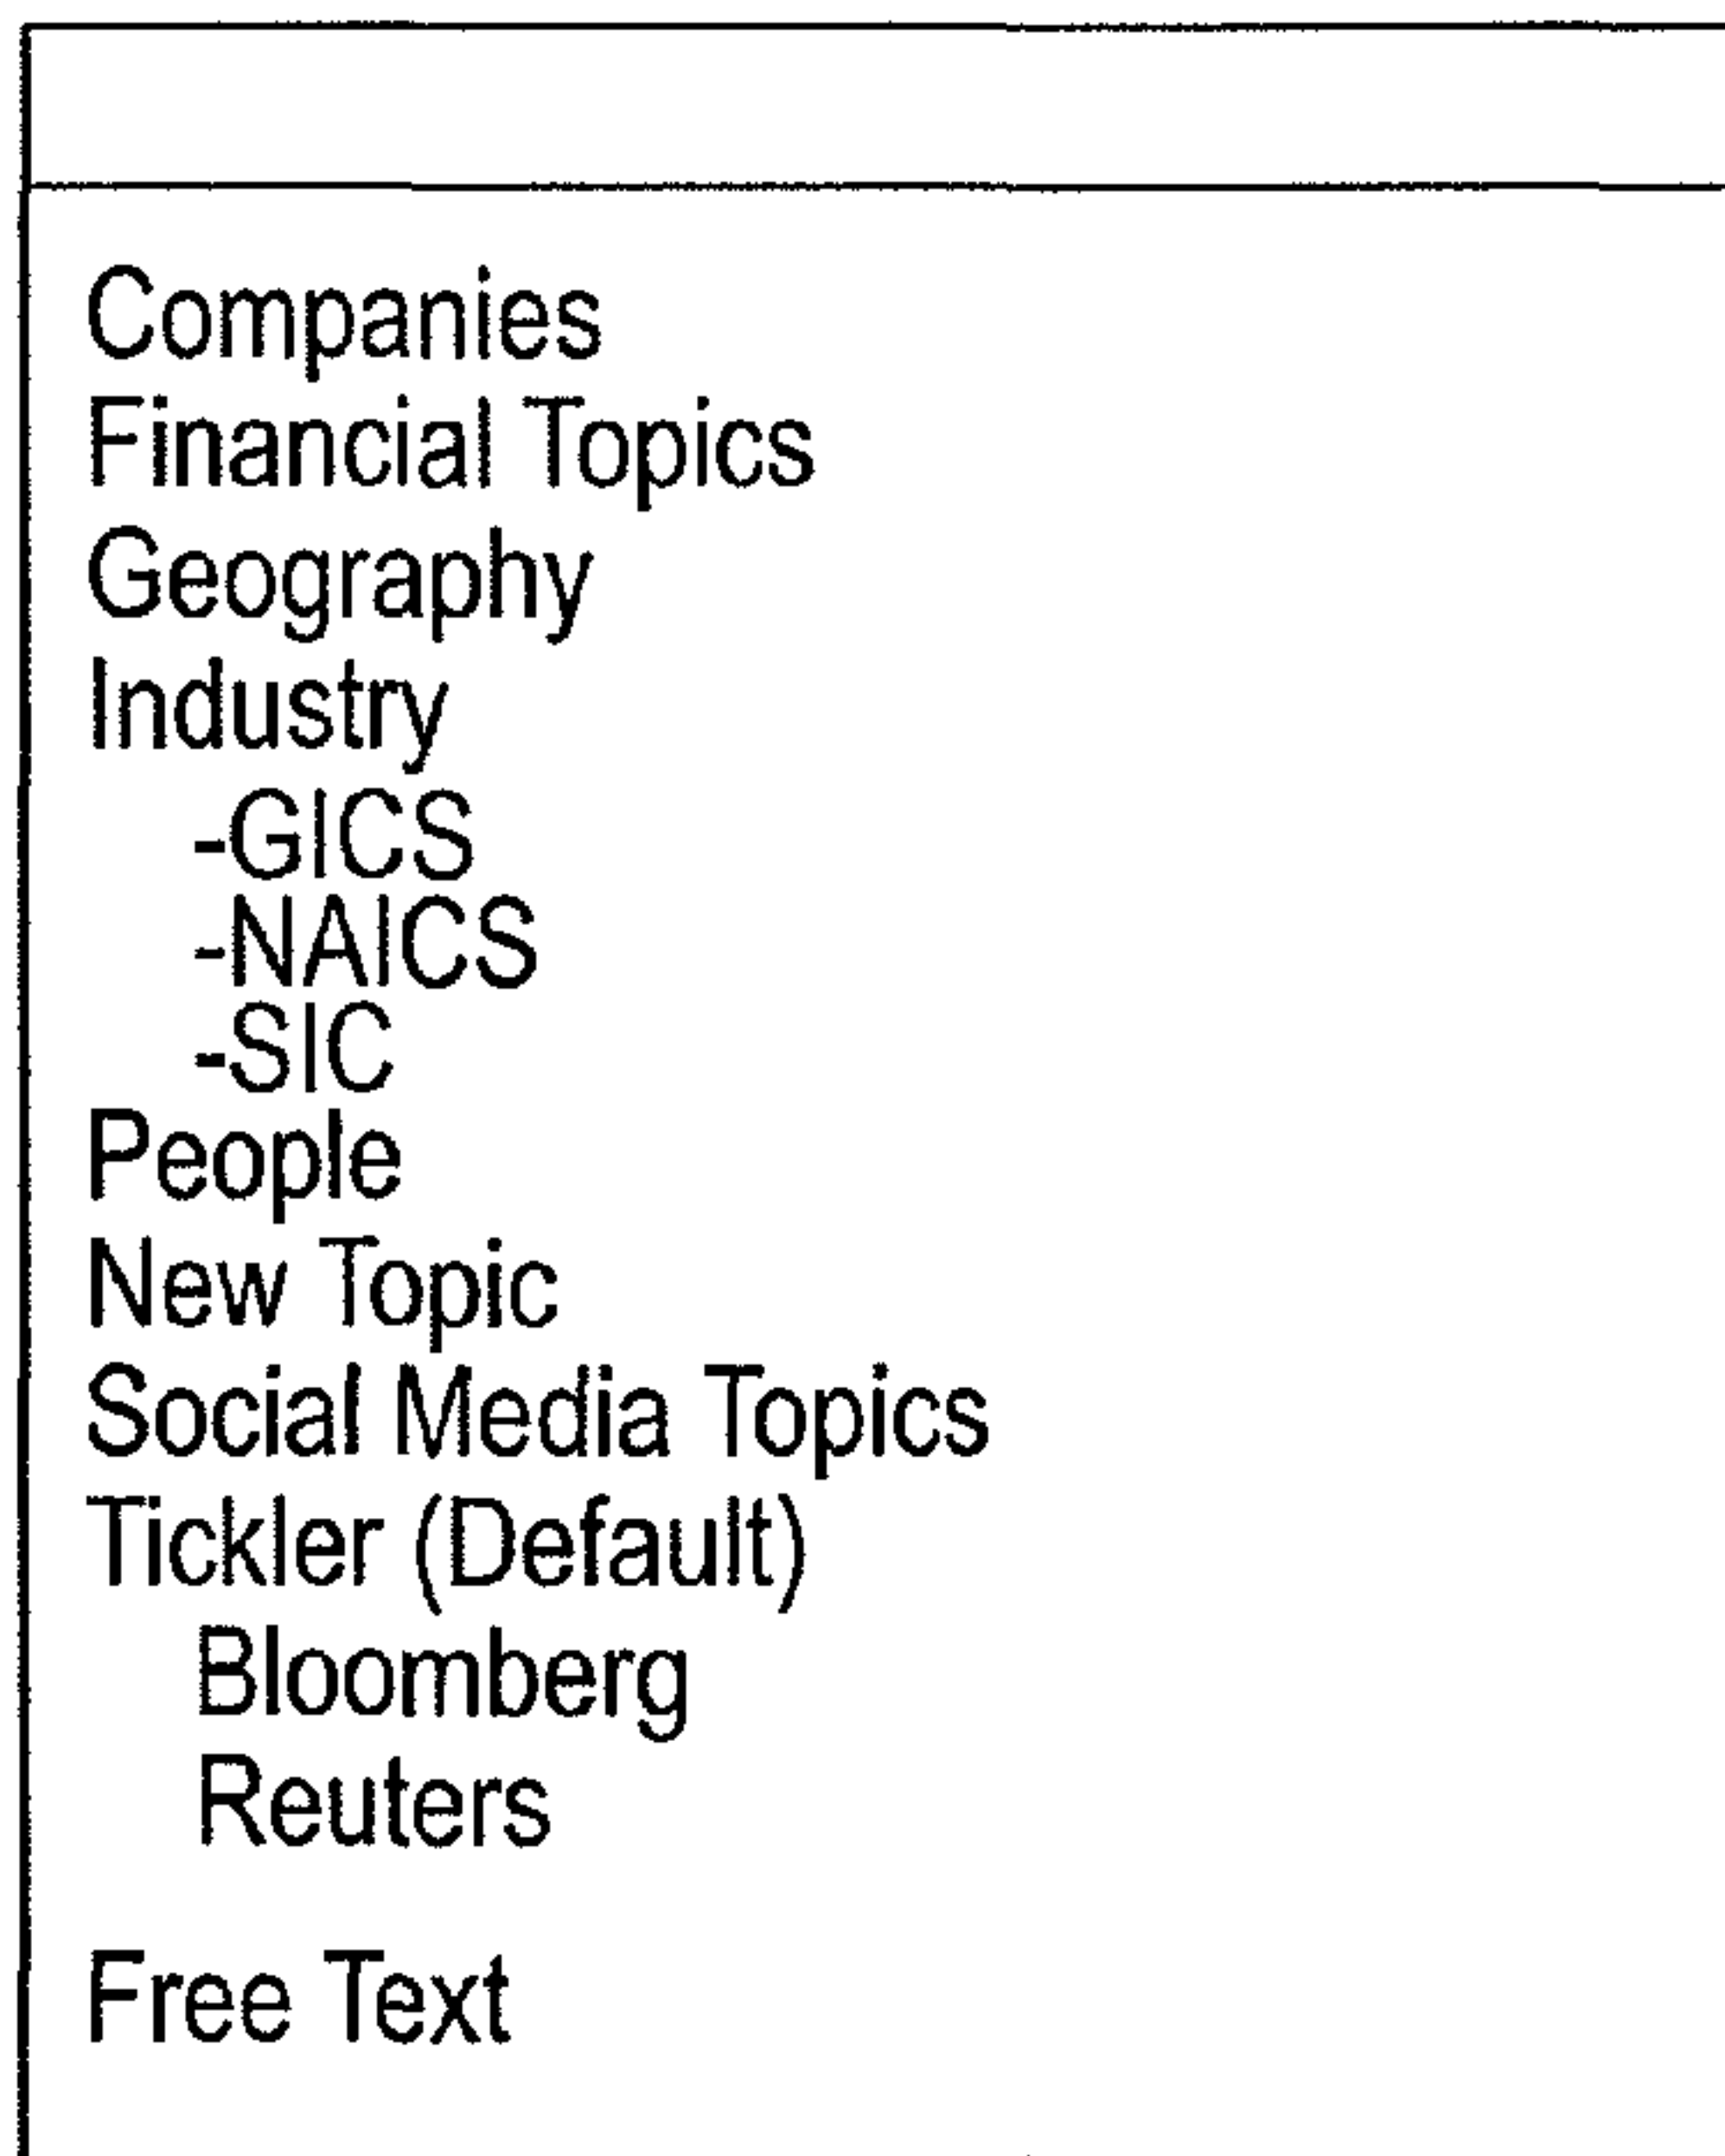 Companies
Financial Topics
Geography
Industry
-GICS
-NAICS
-SIC
People
New Topic
Social Media Topics
Tickler (Default)
Bloomberg
Reuters
Free Text